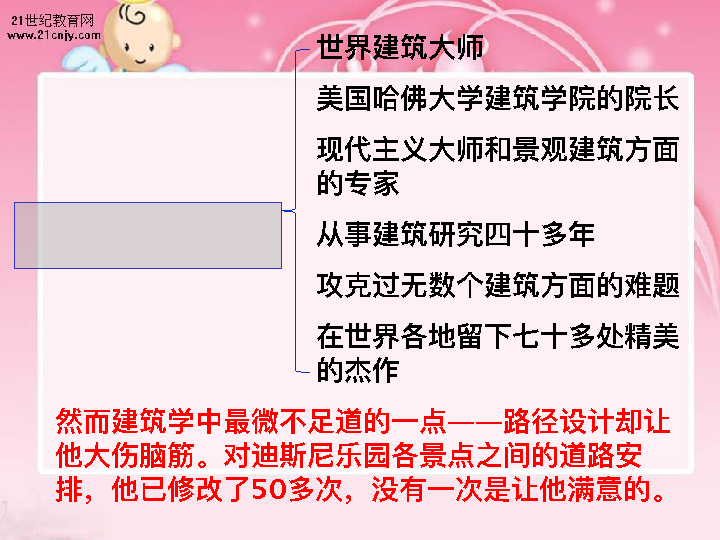 21世纪教育网
www.21cnjy.com
世界建筑大师
美国哈佛大学建筑学院的院长
现代主义大师和景观建筑方面
的专家
从事建筑研究四十多年
攻克过无数个建筑方面的难题
在世界各地留下七十多处精美
的杰作
然而建筑学中最微不足道的一点——路径设计却让
他大伤脑筋。对迪斯尼乐园各景点之间的道路安
排，他已修改了50多次，没有一次是让他满意的。